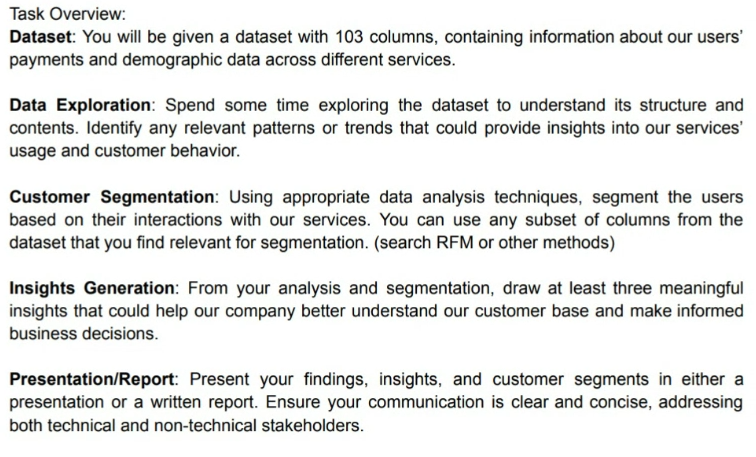 Task Overview:
Dataset: You will be given a dataset with 103 columns, containing information about our users'
payments and demographic data across different services.
Data Exploration: Spend some time exploring the dataset to understand its structure and
contents. Identify any relevant patterns or trends that could provide insights into our services'
usage and customer behavior.
Customer Segmentation: Using appropriate data analysis techniques, segment the users
based on their interactions with our services. You can use any subset of columns from the
dataset that you find relevant for segmentation. (search RFM or other methods)
Insights Generation: From your analysis and segmentation, draw at least three meaningful
insights that could help our company better understand our customer base and make informed
business decisions.
Presentation/Report: Present your findings, insights, and customer segments in either a
presentation or a written report. Ensure your communication is clear and concise, addressing
both technical and non-technical stakeholders.